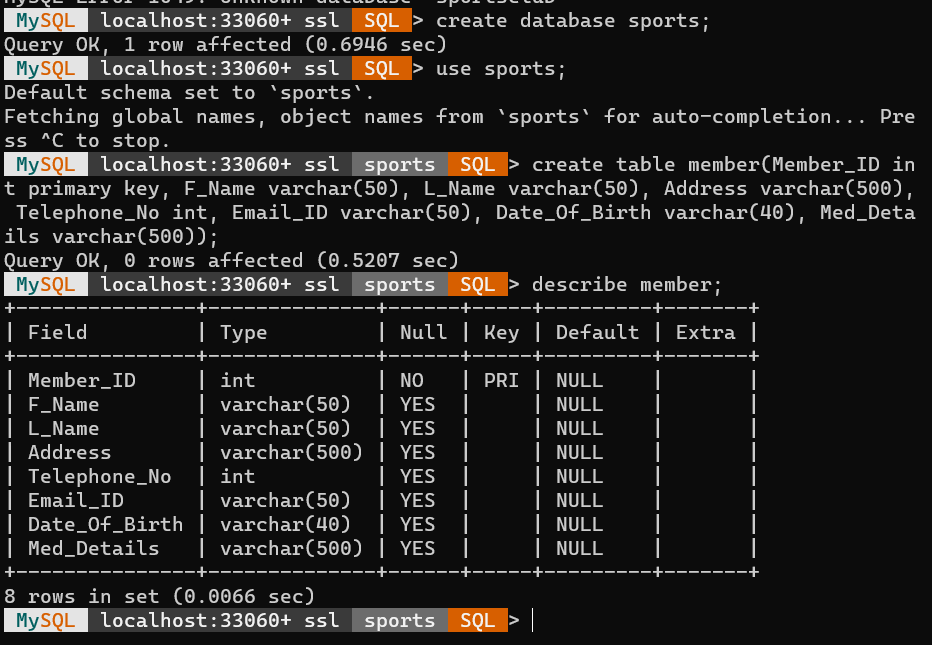 MySQL localhost:33060+ ssl SQL > create database sports;
Query OK, 1 row affected (0.6946 sec)
MySQL localhost:33060+ ssl SQL > use sports;
Default schema set to `sports`.
Fetching global names, object names from `sports` for auto-completion... Pre
ss ^C to stop.
MySQL localhost:33060+ ssl sports SQL > create table member(Member_ID in
t primary key, F_Name varchar(50), L_Name varchar(50), Address varchar(500),
 Telephone_No int, Email_ID varchar(50), Date_Of_Birth varchar(40), Med_Deta
ils varchar(500));
Query OK, 0 rows affected (0.5207 sec)
MySQL localhost:33060+ ssl sports SQL > describe member;
+---------------+--------------+------+-----+---------+-------+
| Field         | Type         | Null | Key | Default | Extra |
+---------------+--------------+------+-----+---------+-------+
| Member_ID     | int          | NO   | PRI | NULL    |       |
| F_Name        | varchar(50)  | YES  |     | NULL    |       |
| L_Name        | varchar(50)  | YES  |     | NULL    |       |
| Address       | varchar(500) | YES  |     | NULL    |       |
| Telephone_No  | int          | YES  |     | NULL    |       |
| Email_ID      | varchar(50)  | YES  |     | NULL    |       |
| Date_Of_Birth | varchar(40)  | YES  |     | NULL    |       |
| Med_Details   | varchar(500) | YES  |     | NULL    |       |
+---------------+--------------+------+-----+---------+-------+
8 rows in set (0.0066 sec)
MySQL localhost:33060+ ssl sports SQL >